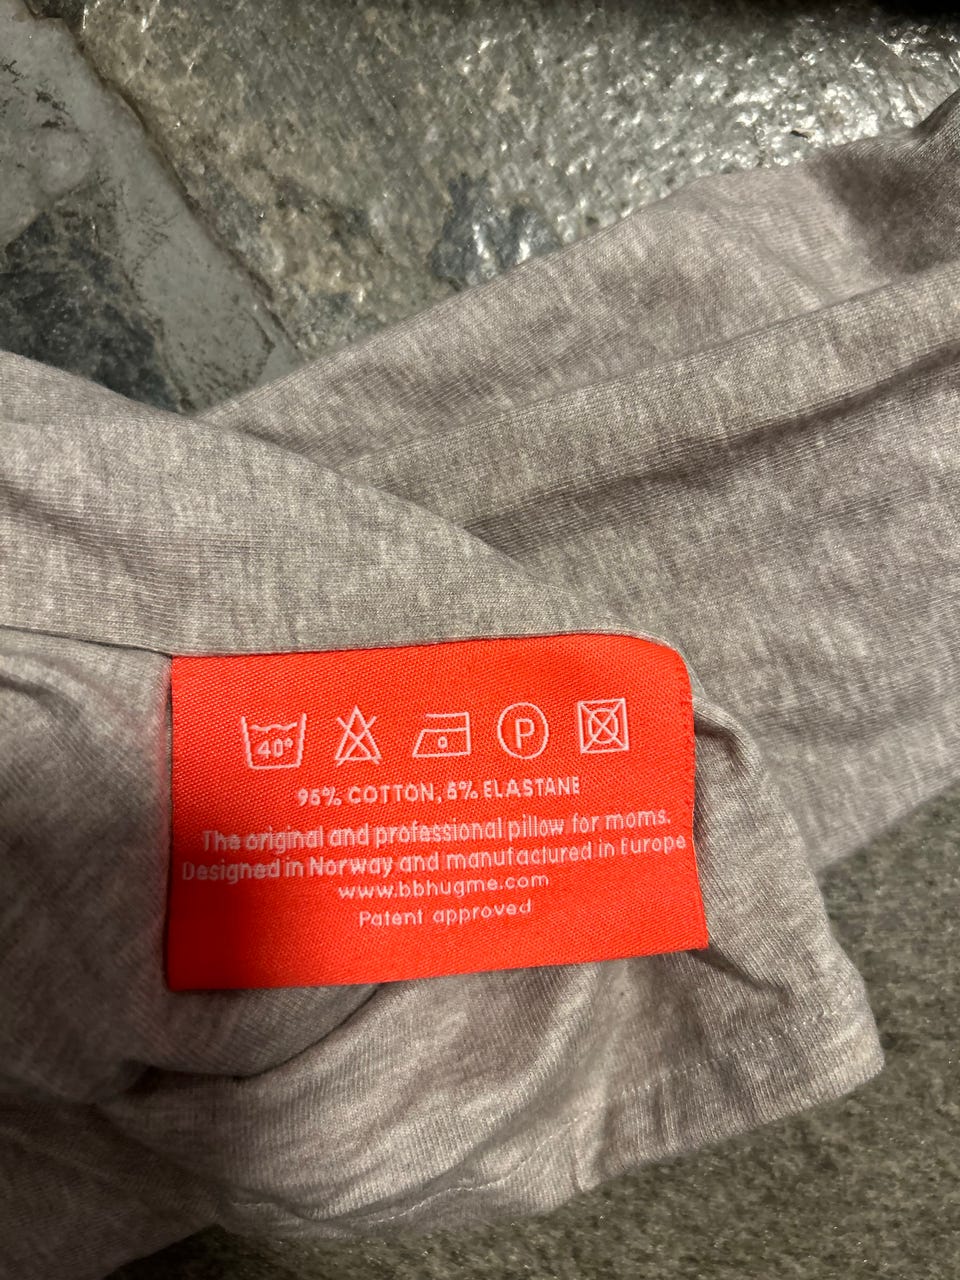 40°
P
95% COTTON, 5% ELASTANE
The original and professional pillow for moms.
Designed in Norway and manufactured in Europe
www.bbhugme.com
Patent approved